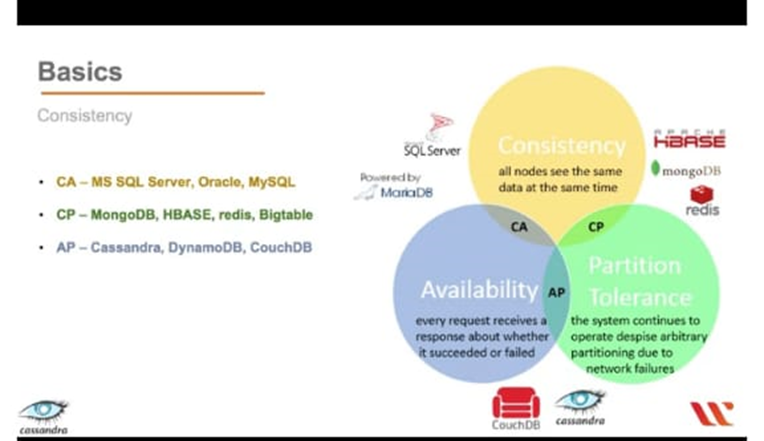 Basics
Consistency
• CA – MS SQL Server, Oracle, MySQL
• CP – MongoDB, HBASE, redis, Bigtable
• AP – Cassandra, DynamoDB, CouchDB
SQL Server
Powered by
MariaDB
Consistency
all nodes see the same
data at the same time
APACHE
HBASE
mongoDB
redis
CA
CP
AP
Availability
every request receives a
response about whether
it succeeded or failed
Partition
Tolerance
the system continues to
operate despise arbitrary
partitioning due to
network failures
CouchDB
cassandra
cassandra